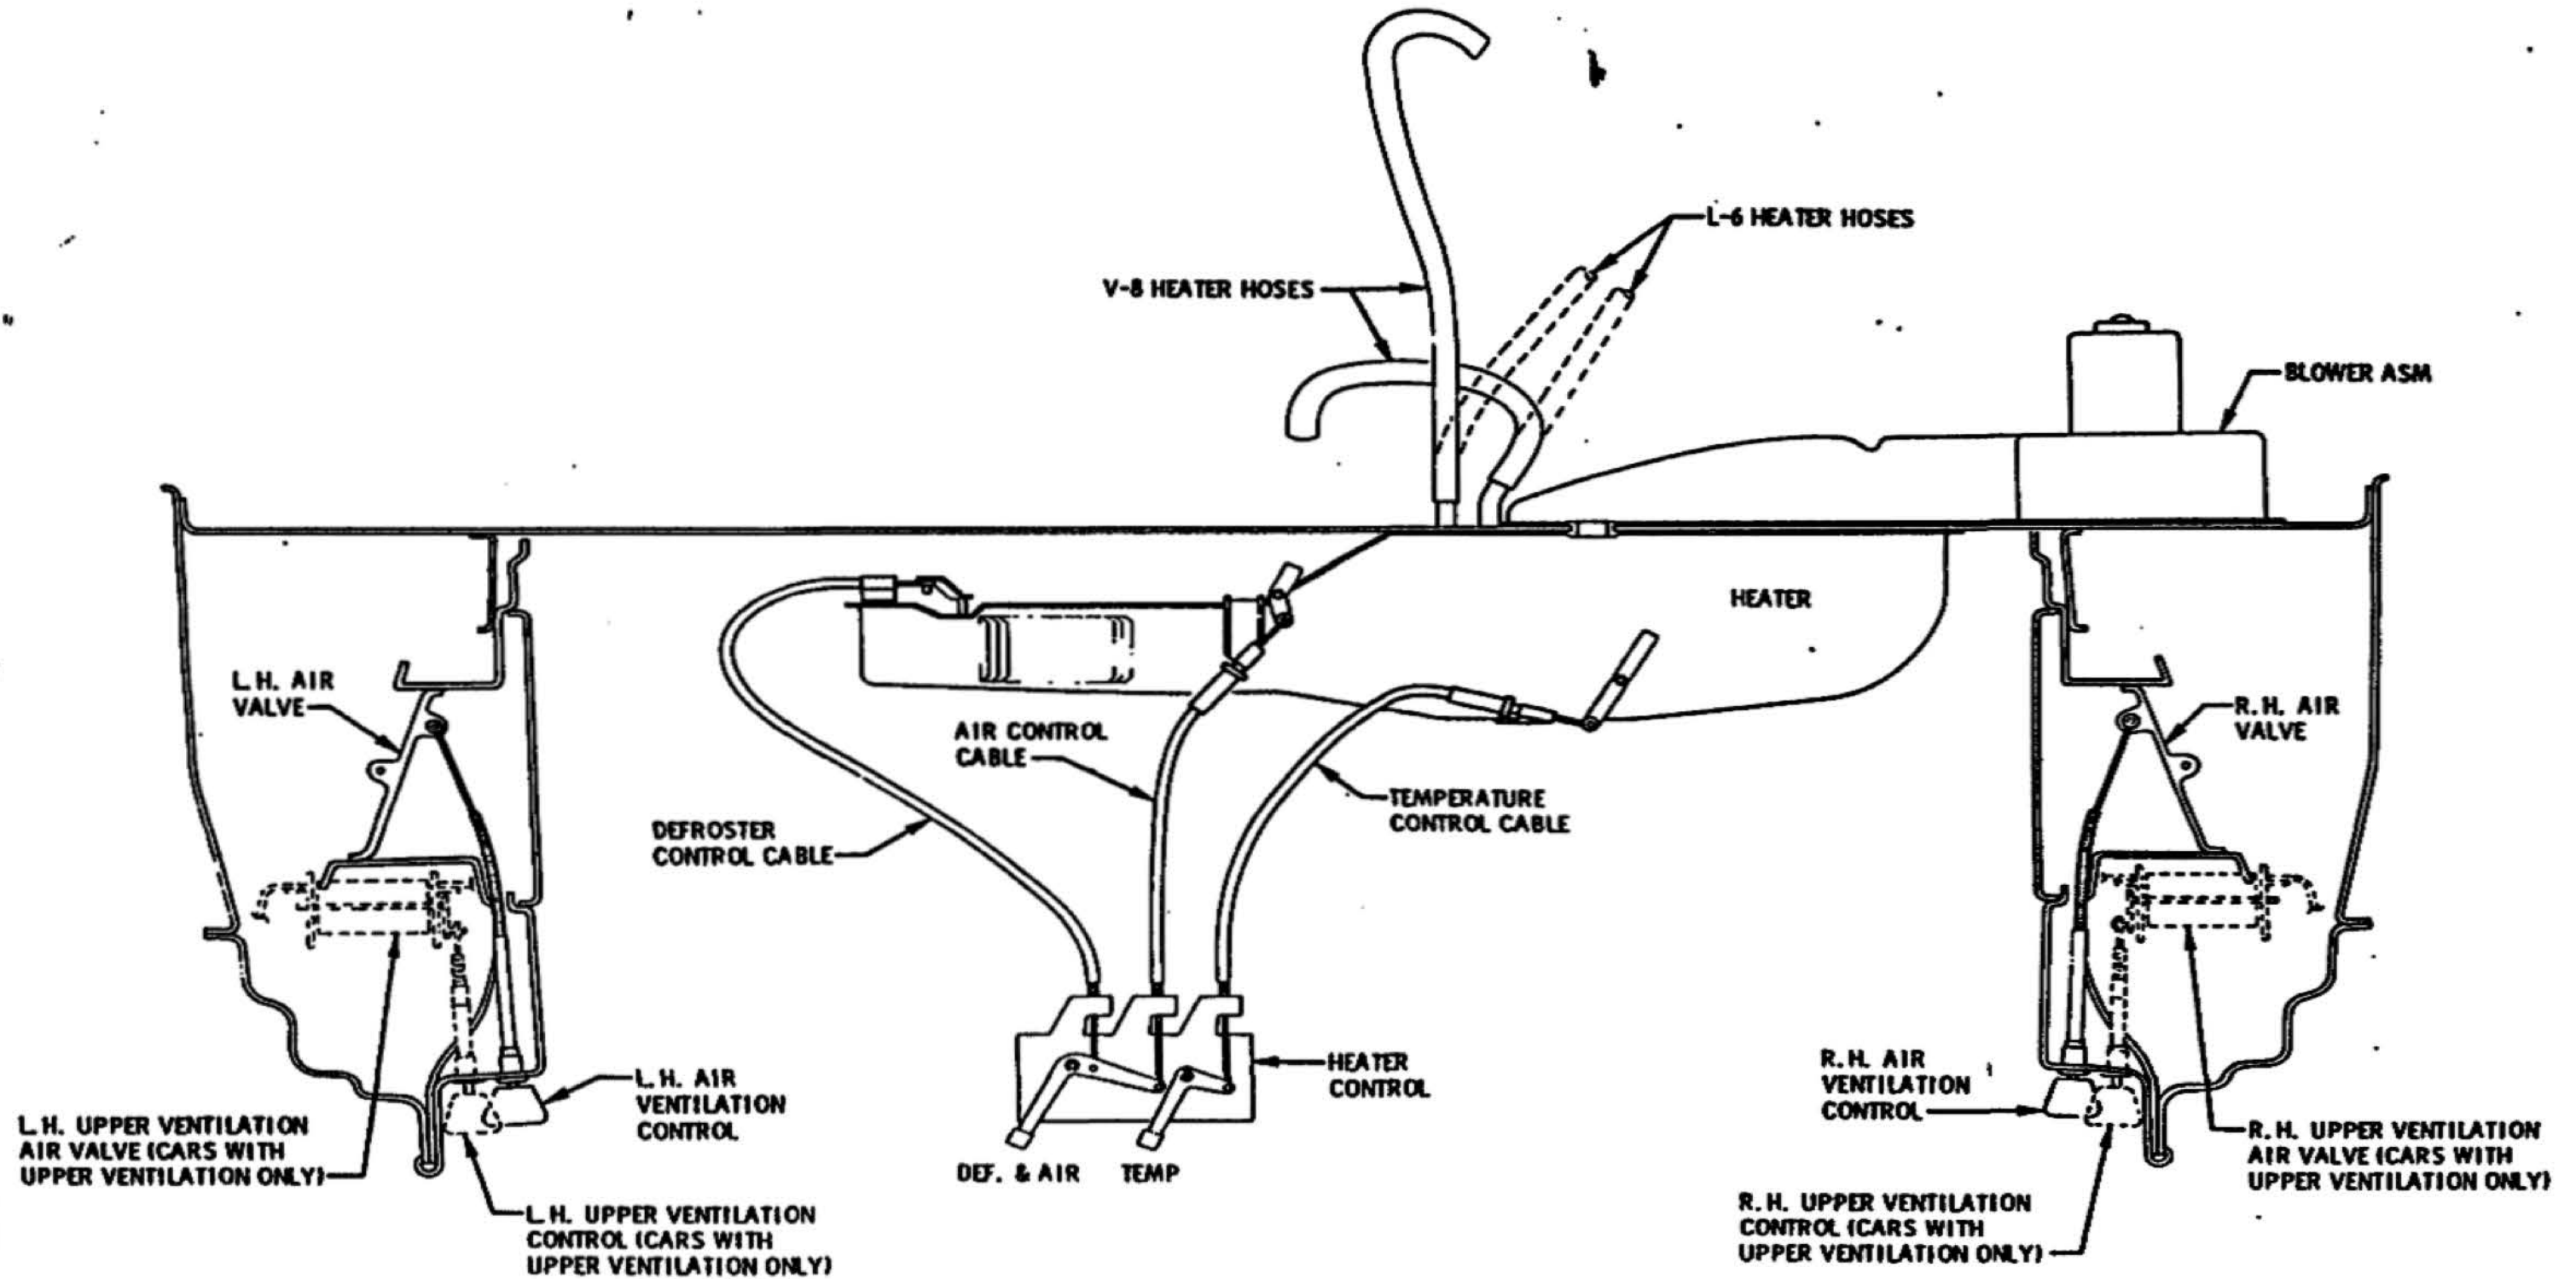 L-6 HEATER HOSES
V-8 HEATER HOSES
BLOWER ASM
HEATER
L.H. AIR
VALVE
R.H. AIR
VALVE
AIR CONTROL
CABLE
TEMPERATURE
CONTROL CABLE
DEFROSTER
CONTROL CABLE
HEATER
CONTROL
L.H. AIR
VENTILATION
CONTROL
R.H. AIR
VENTILATION
CONTROL
L.H. UPPER VENTILATION
AIR VALVE (CARS WITH
UPPER VENTILATION ONLY)
DEF. & AIR
TEMP
R.H. UPPER VENTILATION
AIR VALVE (CARS WITH
UPPER VENTILATION ONLY)
L.H. UPPER VENTILATION
CONTROL (CARS WITH
UPPER VENTILATION ONLY)
R.H. UPPER VENTILATION
CONTROL (CARS WITH
UPPER VENTILATION ONLY)